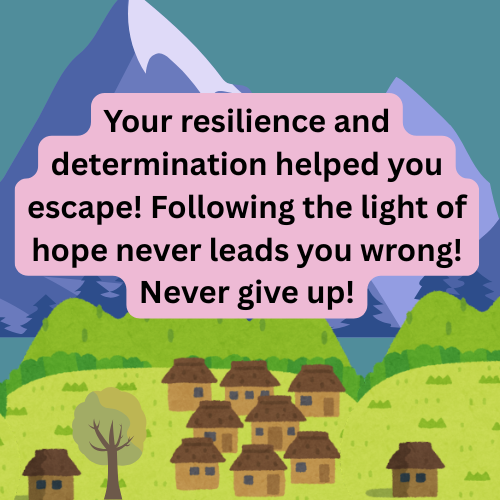 Your resilience and
determination helped you
escape! Following the light of
hope never leads you wrong!
Never give up!